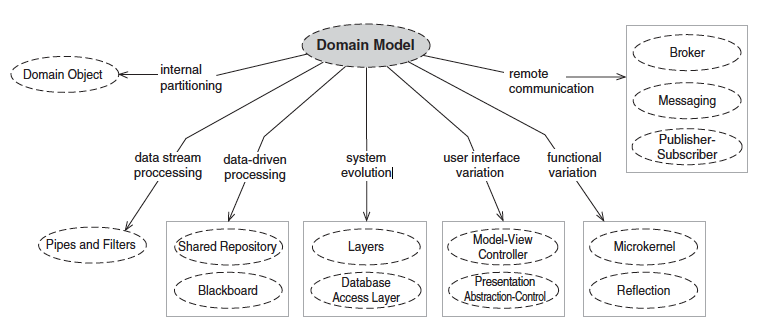 Domain Model
Broker
Domain Object
internal
partitioning
remote
communication
Messaging
Publisher-
Subscriber
data stream
proccessing
data-driven
processing
system
evolution
user interface
variation
functional
variation
Pipes and Filters
Shared Repository
Layers
Model-View
Controller
Microkernel
Blackboard
Database
Access Layer
Presentation
Abstraction-Control
Reflection